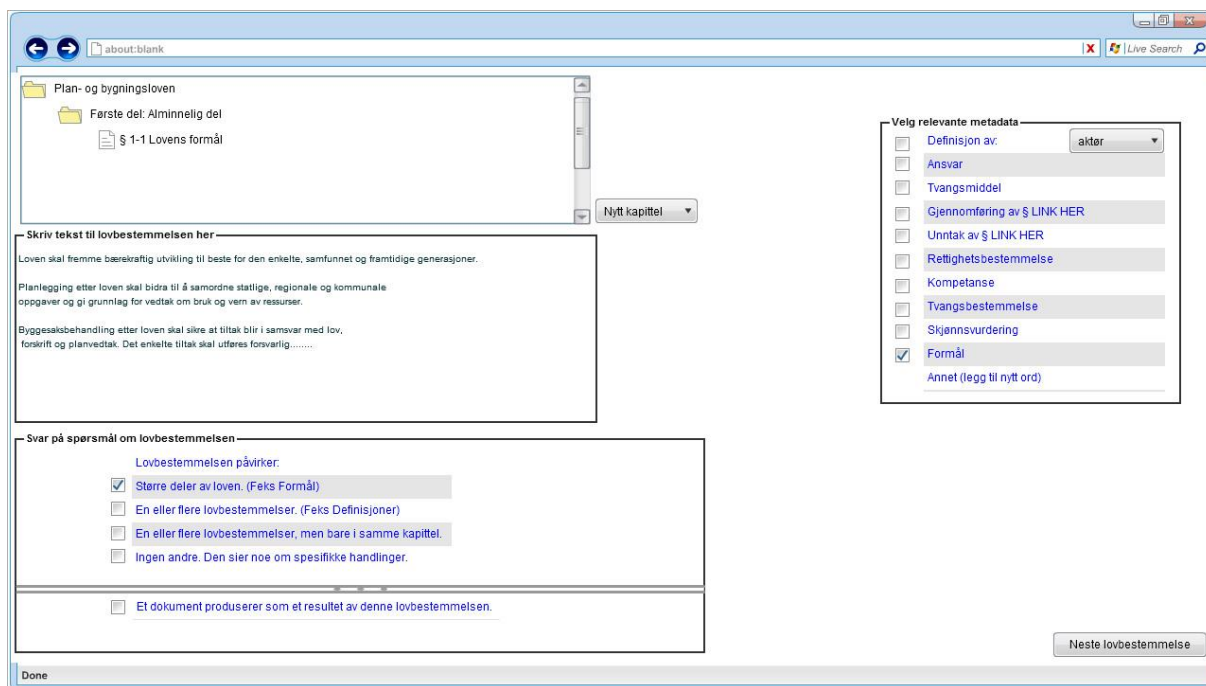 about:blank
X
Live Search
Plan- og bygningsloven
Første del: Alminnelig del
§ 1-1 Lovens formål
Nytt kapittel
Skriv tekst til lovbestemmelsen her
Loven skal fremme bærekraftig utvikling til beste for den enkelte, samfunnet og framtidige generasjoner.
Planlegging etter loven skal bidra til å samordne statlige, regionale og kommunale
oppgaver og gi grunnlag for vedtak om bruk og vern av ressurser.
Byggesaksbehandling etter loven skal sikre at tiltak blir i samsvar med lov,
forskrift og planvedtak. Det enkelte tiltak skal utføres forsvarlig........
Velg relevante metadata
Definisjon av: aktør
Ansvar
Tvangsmiddel
Gjennomføring av § LINK HER
Unntak av § LINK HER
Rettighetsbestemmelse
Kompetanse
Tvangsbestemmelse
Skjønnsvurdering
Formål
Annet (legg til nytt ord)
Svar på spørsmål om lovbestemmelsen
Lovbestemmelsen påvirker:
Større deler av loven. (Feks Formål)
En eller flere lovbestemmelser. (Feks Definisjoner)
En eller flere lovbestemmelser, men bare i samme kapittel.
Ingen andre. Den sier noe om spesifikke handlinger.
Et dokument produserer som et resultat av denne lovbestemmelsen.
Neste lovbestemmelse
Done